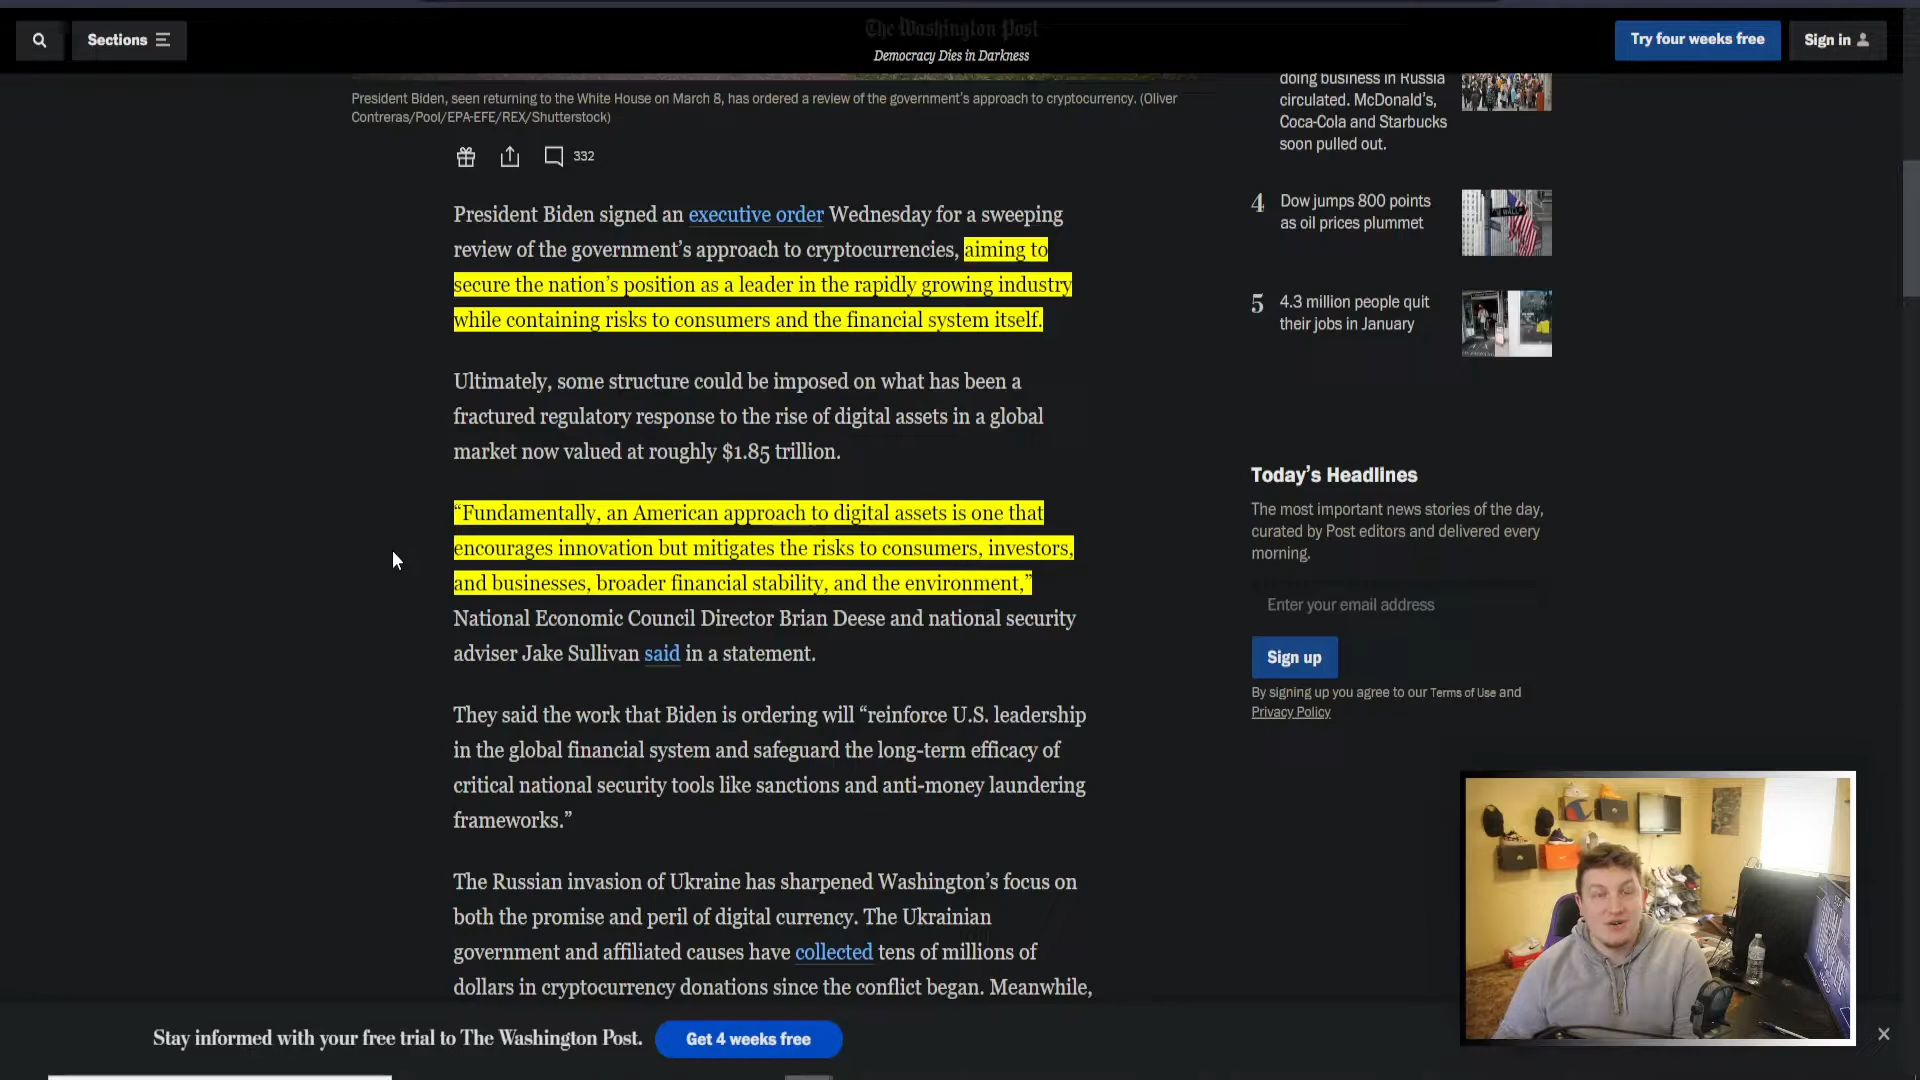 Sections
The Washington Post
Democracy Dies in Darkness
Try four weeks free
Sign in
President Biden, seen returning to the White House on March 8, has ordered a review of the government's approach to cryptocurrency. (Oliver
Contreras/Pool/EPA-EFE/REX/Shutterstock)
332
President Biden signed an executive order Wednesday for a sweeping
review of the government’s approach to cryptocurrencies, aiming to
secure the nation’s position as a leader in the rapidly growing industry
while containing risks to consumers and the financial system itself.
Ultimately, some structure could be imposed on what has been a
fractured regulatory response to the rise of digital assets in a global
market now valued at roughly $1.85 trillion.
“Fundamentally, an American approach to digital assets is one that
encourages innovation but mitigates the risks to consumers, investors,
and businesses, broader financial stability, and the environment,”
National Economic Council Director Brian Deese and national security
adviser Jake Sullivan said in a statement.
They said the work that Biden is ordering will “reinforce U.S. leadership
in the global financial system and safeguard the long-term efficacy of
critical national security tools like sanctions and anti-money laundering
frameworks.”
The Russian invasion of Ukraine has sharpened Washington’s focus on
both the promise and peril of digital currency. The Ukrainian
government and affiliated causes have collected tens of millions of
dollars in cryptocurrency donations since the conflict began. Meanwhile,
doing business in Russia
circulated. McDonald’s,
Coca-Cola and Starbucks
soon pulled out.
4 Dow jumps 800 points
as oil prices plummet
5 4.3 million people quit
their jobs in January
Today’s Headlines
The most important news stories of the day,
curated by Post editors and delivered every
morning.
Enter your email address
Sign up
By signing up you agree to our Terms of Use and
Privacy Policy
Stay informed with your free trial to The Washington Post.
Get 4 weeks free